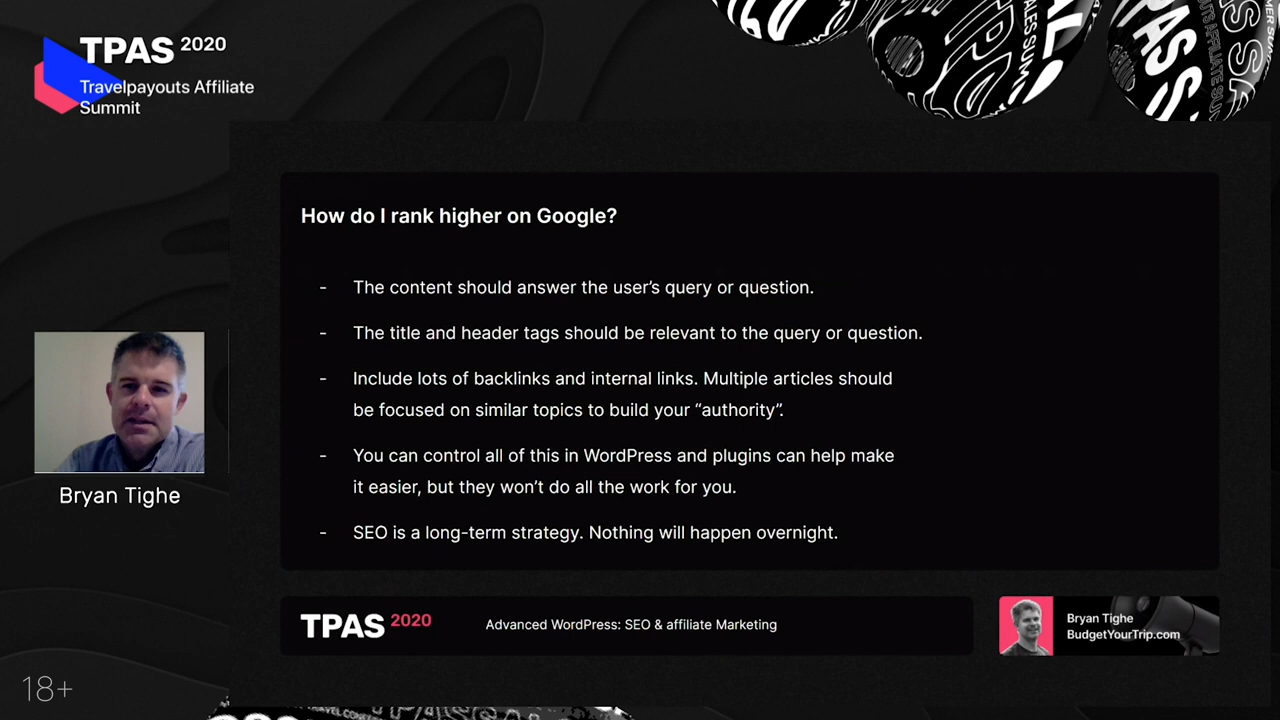 TPAS 2020
Travelpayouts Affiliate
Summit
How do I rank higher on Google?
- The content should answer the user’s query or question.
- The title and header tags should be relevant to the query or question.
- Include lots of backlinks and internal links. Multiple articles should
be focused on similar topics to build your “authority”.
- You can control all of this in WordPress and plugins can help make
it easier, but they won’t do all the work for you.
- SEO is a long-term strategy. Nothing will happen overnight.
Bryan Tighe
TPAS 2020
Advanced WordPress: SEO & affiliate Marketing
Bryan Tighe
BudgetYourTrip.com
18+